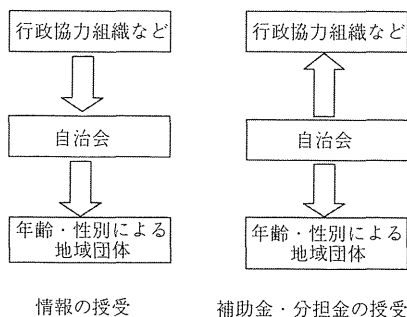 行政協力組織など
自治会
年齢・性別による
地域団体
情報の授受
行政協力組織など
自治会
年齢・性別による
地域団体
補助金・分担金の授受